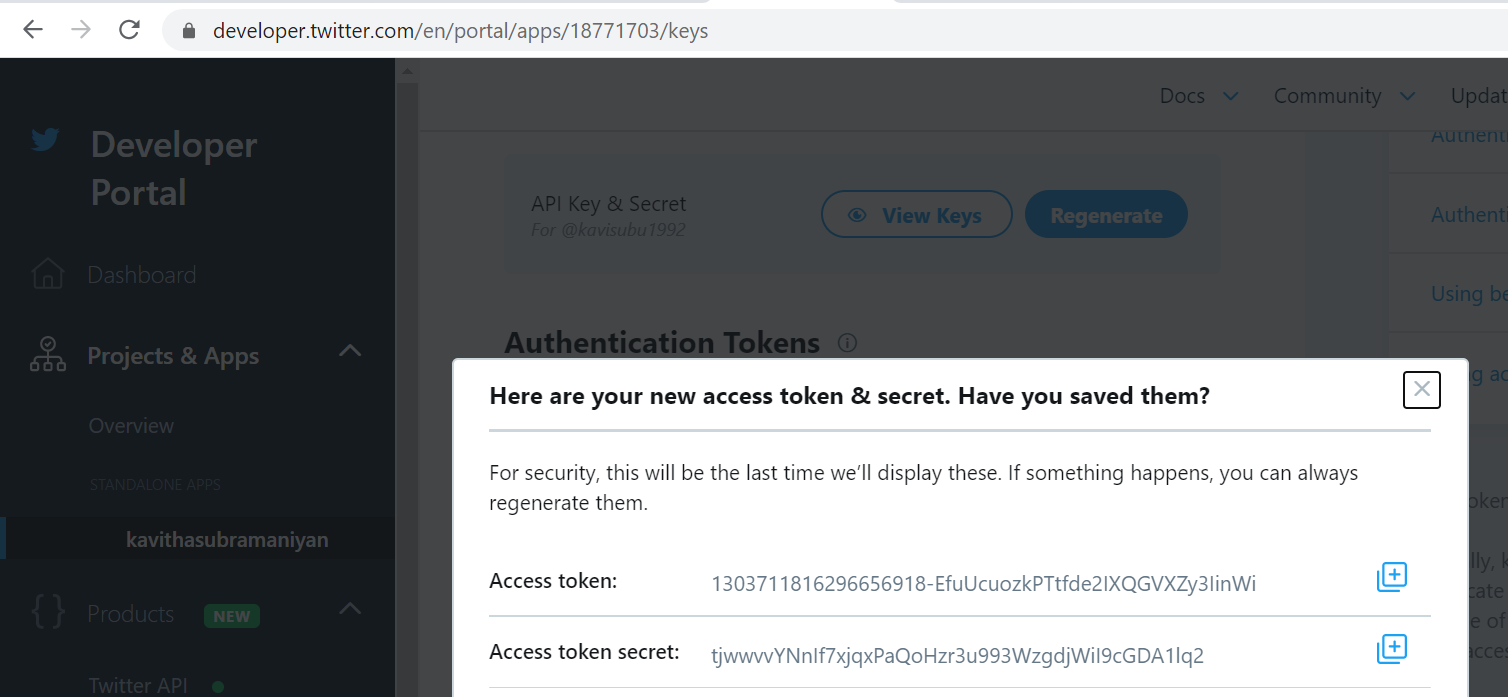 developer.twitter.com/en/portal/apps/18771703/keys
Developer
Portal
Dashboard
Projects & Apps
Overview
STANDALONE APPS
kavithasubramaniyan
Products NEW
Twitter API
Docs Community Updat
API Key & Secret
For @kavisubu1992
View Keys Regenerate
Authentication Tokens
Here are your new access token & secret. Have you saved them?
For security, this will be the last time we'll display these. If something happens, you can always
regenerate them.
Access token: 1303711816296656918-EfuUcuozkPTtfde2IXQGVXZy3IinWi
Access token secret: tjwwvvYNnIf7xjqxPaQoHzr3u993WzgdjWiI9cGDA1lq2
Authenti
Authenti
Using be